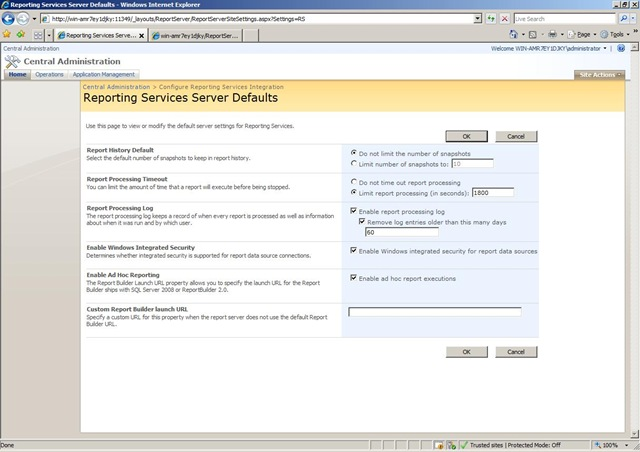 Reporting Services Server Defaults - Windows Internet Explorer
http://win-amr7ey1djky:11349/_layouts/ReportServer/ReportServerSiteSettings.aspx?Settings=RS
Live Search
Reporting Services Server ...
win-amr7ey1djky/ReportSer...
Page
Tools
Central Administration
Welcome WIN-AMR7EY1DJKY\administrator
Central Administration
Home
Operations
Application Management
Site Actions
Central Administration > Configure Reporting Services Integration
Reporting Services Server Defaults
Use this page to view or modify the default server settings for Reporting Services.
OK
Cancel
Report History Default
Select the default number of snapshots to keep in report history.
Do not limit the number of snapshots
Limit number of snapshots to: 10
Report Processing Timeout
You can limit the amount of time that a report will execute before being stopped.
Do not time out report processing
Limit report processing (in seconds): 1800
Report Processing Log
The report processing log keeps a record of when every report is processed as well as information
about when it was run and by which user.
Enable report processing log
Remove log entries older than this many days
60
Enable Windows Integrated Security
Determines whether integrated security is supported for report data source connections.
Enable Windows integrated security for report data sources
Enable Ad Hoc Reporting
The Report Builder Launch URL property allows you to specify the launch URL for the Report
Builder ships with SQL Server 2008 or ReportBuilder 2.0.
Enable ad hoc report executions
Custom Report Builder launch URL
Specify a custom URL for this property when the report server does not use the default Report
Builder URL.
OK
Cancel
Done
Trusted sites | Protected Mode: Off
100%